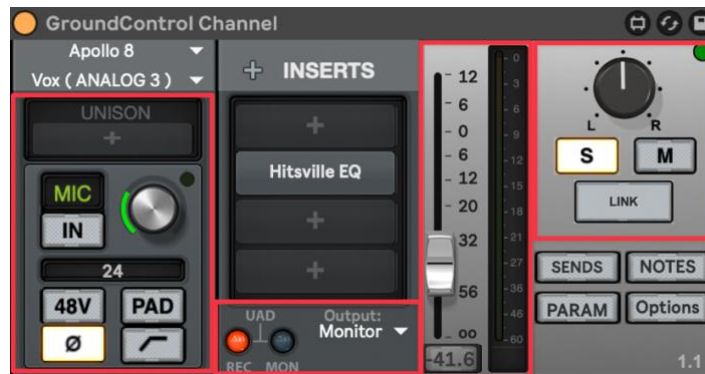 GroundControl Channel
Apollo 8
Vox ( ANALOG 3 )
UNISON
+
MIC
IN
24
48V PAD
Ø
+ INSERTS
+
Hitsville EQ
+
+
UAD
REC MON
Output:
Monitor
12
6
0
6
12
20
32
56
oo
-41.6
0
3
6
9
12
15
18
21
27
36
46
60
L R
S M
LINK
SENDS NOTES
PARAM Options
1.1